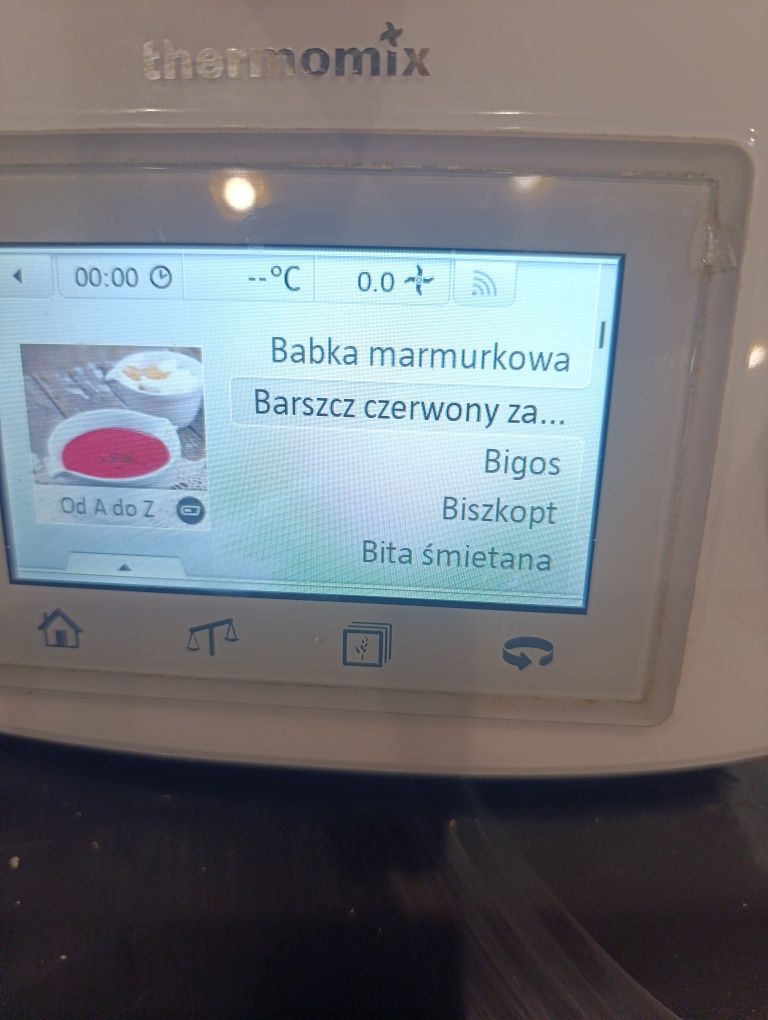 thermomix
00:00 --°C 0.0
Babka marmurkowa
Barszcz czerwony za...
Bigos
Biszkopt
Bita śmietana
Od A do Z